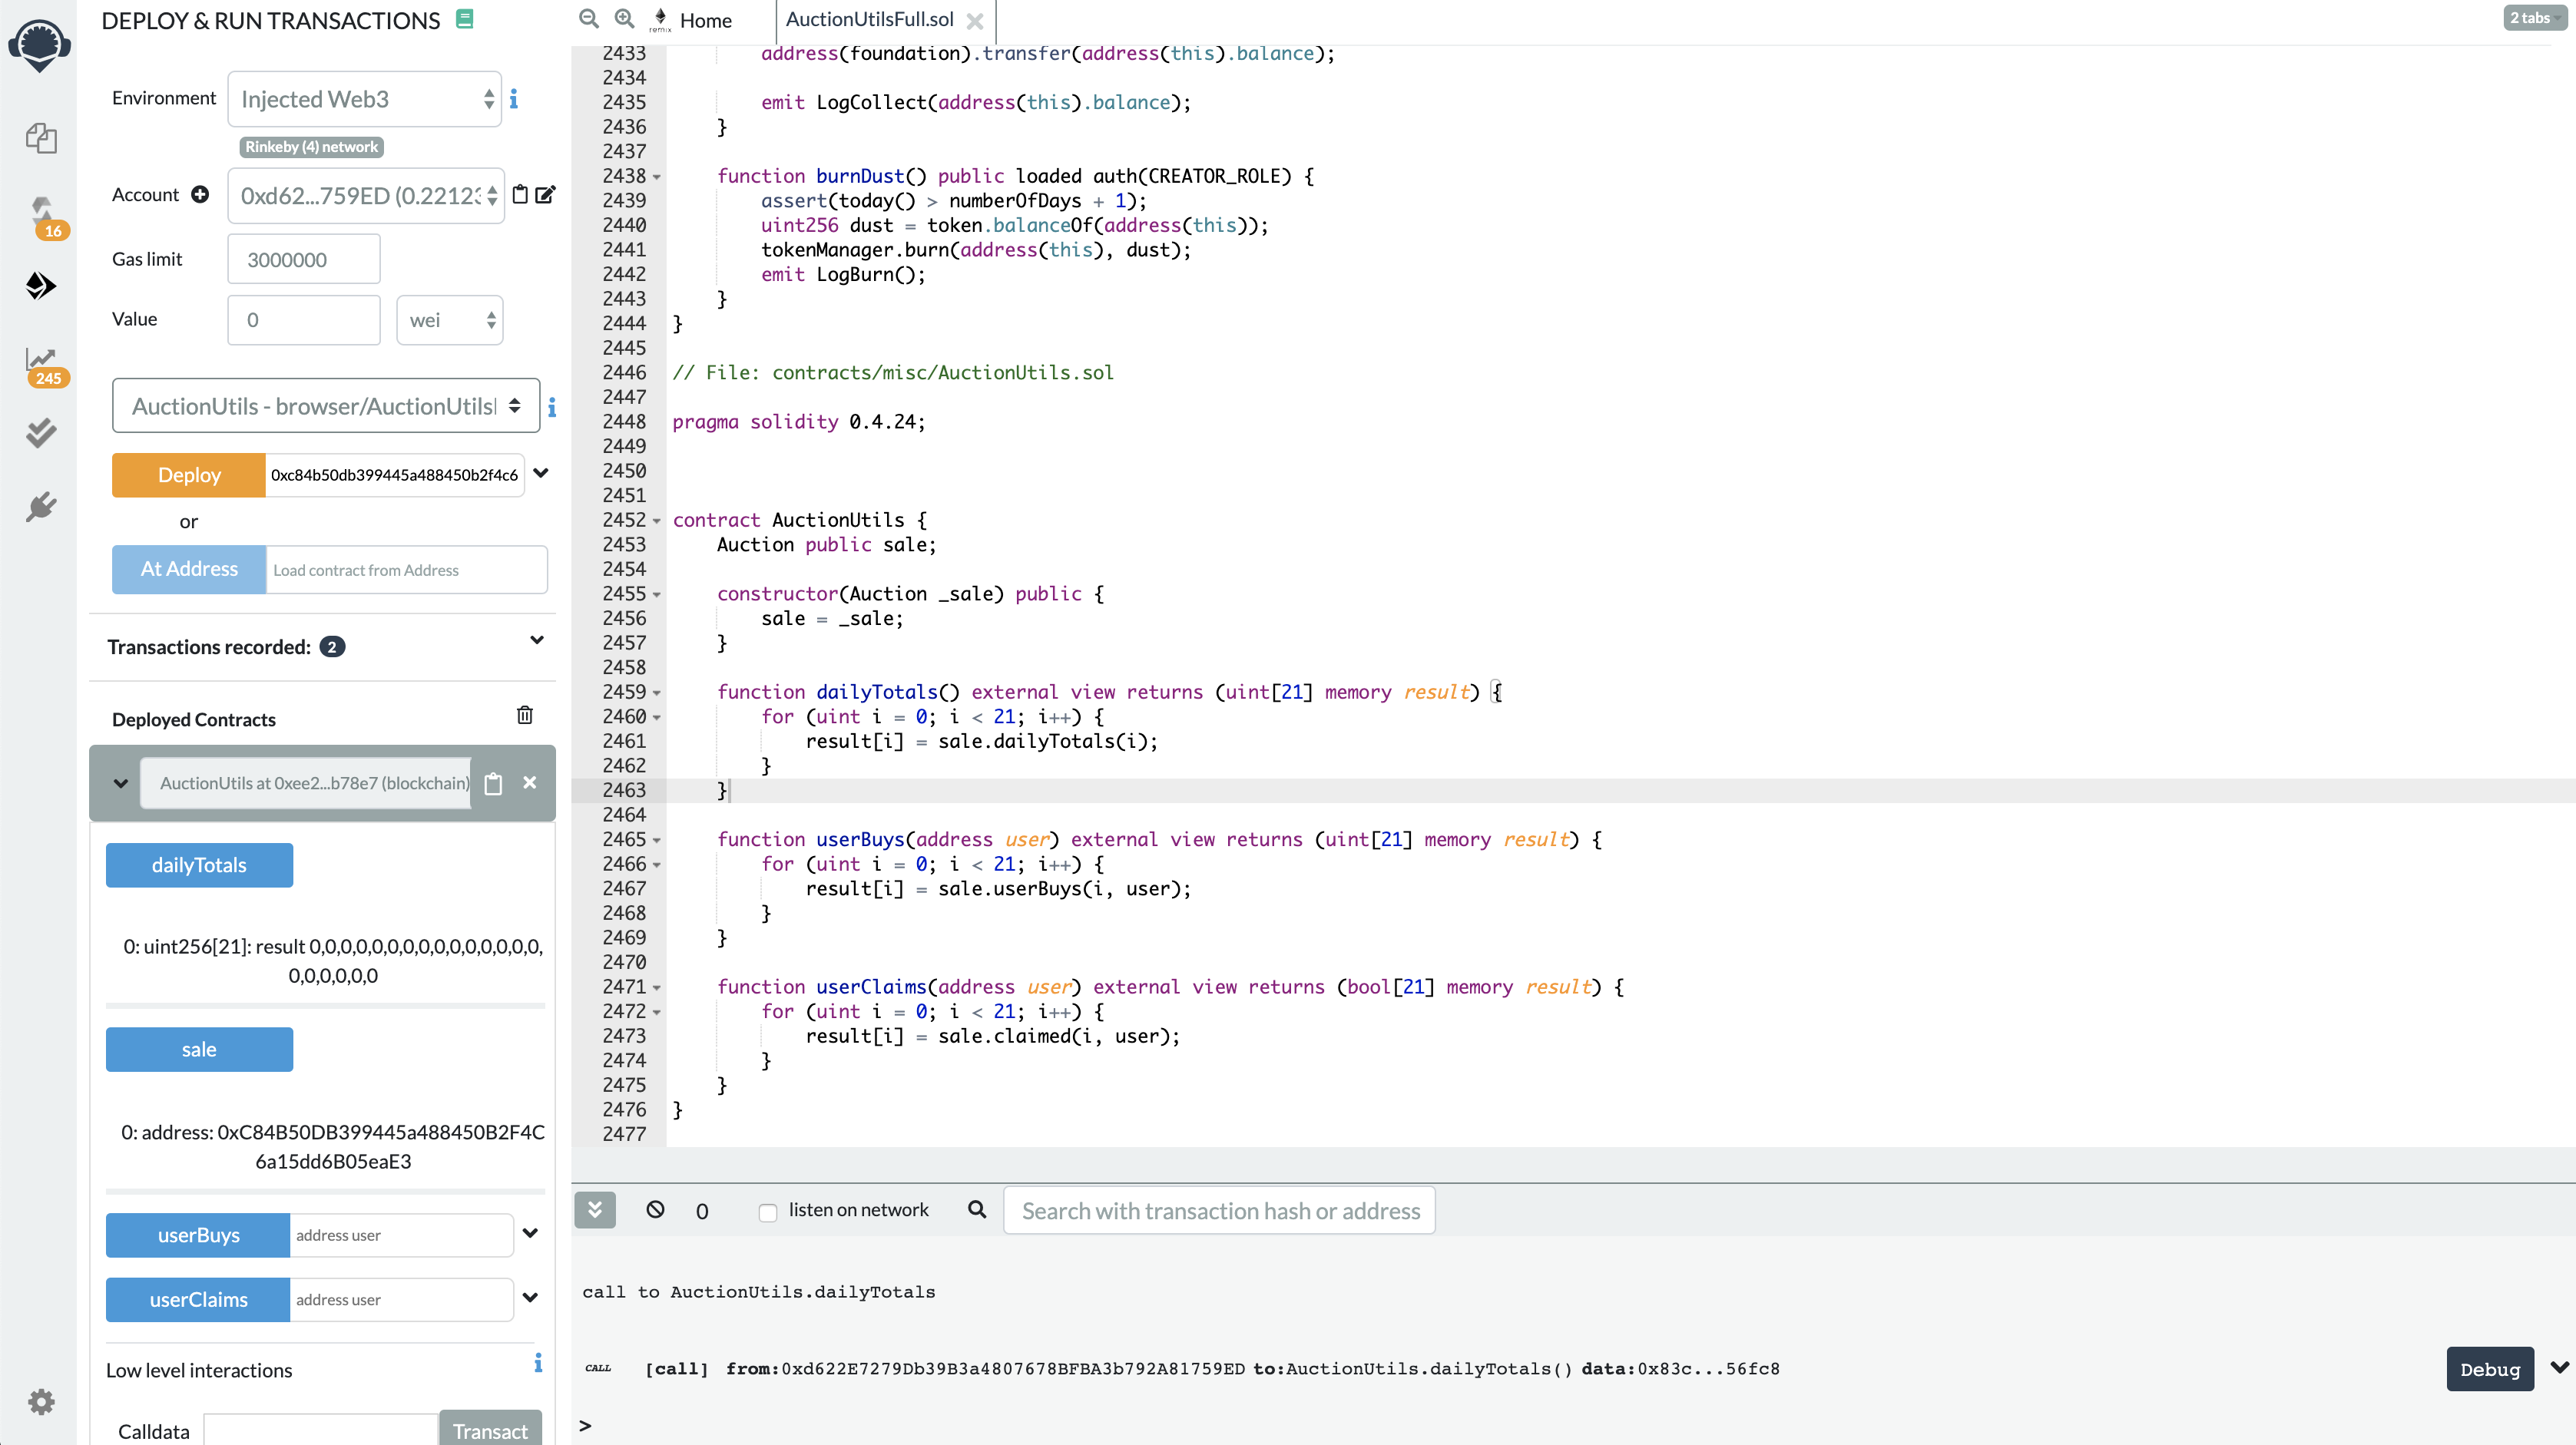 DEPLOY & RUN TRANSACTIONS
Environment
Injected Web3
Rinkeby (4) network
Account
0xd62...759ED (0.2212
Gas limit
3000000
Value
0
wei
16
245
AuctionUtils - browser/AuctionUtils
Deploy
0xc84b50db399445a488450b2f4c6
or
At Address
Load contract from Address
Transactions recorded: 2
Deployed Contracts
AuctionUtils at 0xee2...b78e7 (blockchain)
dailyTotals
0: uint256[21]: result 0,0,0,0,0,0,0,0,0,0,0,0,0,0,0,
0,0,0,0,0,0
sale
0: address: 0xC84B50DB399445a488450B2F4C
6a15dd6B05eaE3
userBuys
address user
userClaims
address user
Low level interactions
Calldata
Transact
remix
Home
AuctionUtilsFull.sol
2 tabs
2433 address(foundation).transfer(address(this).balance);
2434
2435 emit LogCollect(address(this).balance);
2436 }
2437
2438 function burnDust() public loaded auth(CREATOR_ROLE) {
2439 assert(today() > numberOfDays + 1);
2440 uint256 dust = token.balanceOf(address(this));
2441 tokenManager.burn(address(this), dust);
2442 emit LogBurn();
2443 }
2444 }
2445
2446 // File: contracts/misc/AuctionUtils.sol
2447
2448 pragma solidity 0.4.24;
2449
2450
2451
2452 contract AuctionUtils {
2453 Auction public sale;
2454
2455 constructor(Auction _sale) public {
2456 sale = _sale;
2457 }
2458
2459 function dailyTotals() external view returns (uint[21] memory result) {
2460 for (uint i = 0; i < 21; i++) {
2461 result[i] = sale.dailyTotals(i);
2462 }
2463 }
2464
2465 function userBuys(address user) external view returns (uint[21] memory result) {
2466 for (uint i = 0; i < 21; i++) {
2467 result[i] = sale.userBuys(i, user);
2468 }
2469 }
2470
2471 function userClaims(address user) external view returns (bool[21] memory result) {
2472 for (uint i = 0; i < 21; i++) {
2473 result[i] = sale.claimed(i, user);
2474 }
2475 }
2476 }
2477
0
listen on network
Search with transaction hash or address
call to AuctionUtils.dailyTotals
CALL [call] from:0xd622E7279Db39B3a4807678BFBA3b792A81759ED to:AuctionUtils.dailyTotals() data:0x83c...56fc8
Debug
>